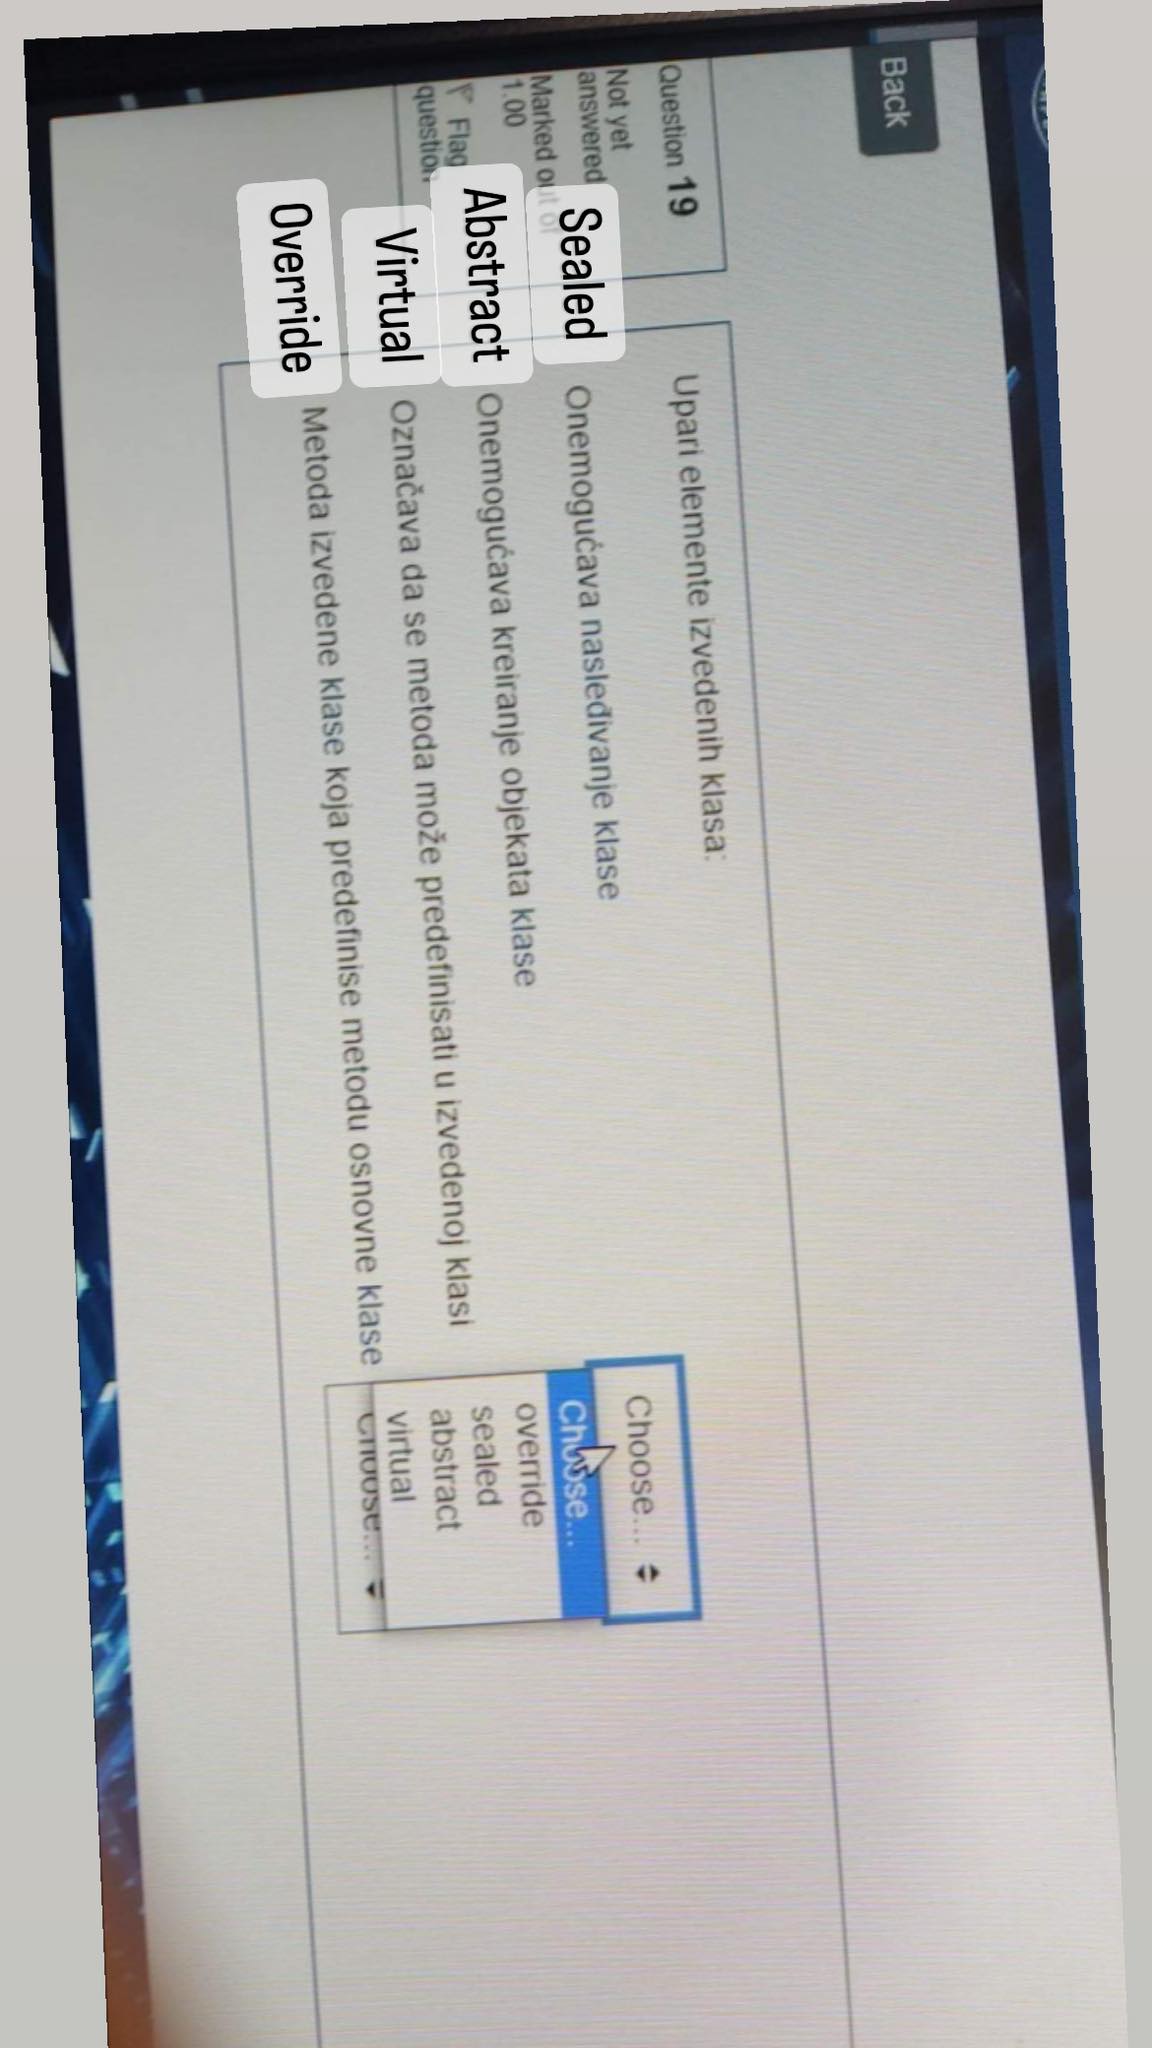 Back
Question 19
Not yet
answered
Marked out of
1.00
Flag
question
Upari elemente izvedenih klasa:
Sealed
Onemogućava nasleđivanje klase
Abstract
Onemogućava kreiranje objekata klase
Virtual
Označava da se metoda može predefinisati u izvedenoj klasi
Override
Metoda izvedene klase koja predefinise metodu osnovne klase
Choose...
Choose...
override
sealed
abstract
virtual
Choose...